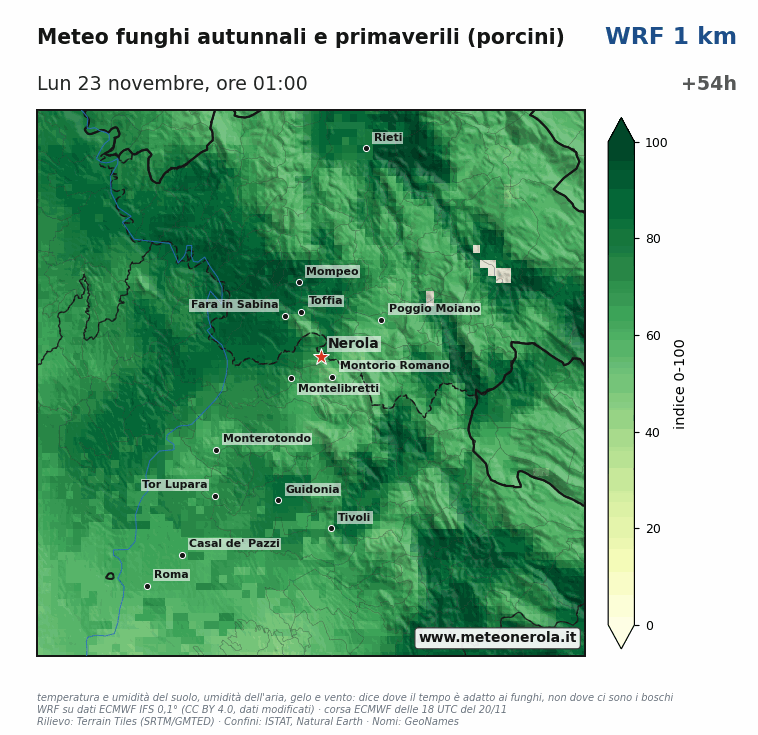 Meteo funghi autunnali e primaverili (porcini)
WRF 1 km
Lun 23 novembre, ore 01:00
+54h
Rieti
Mompeo
Toffia
Fara in Sabina
Poggio Moiano
Nerola
Montorio Romano
Montelibretti
Monterotondo
Tor Lupara
Guidonia
Tivoli
Casal de' Pazzi
Roma
www.meteonerola.it
100
80
60
40
20
0
indice 0-100
temperatura e umidità del suolo, umidità dell'aria, gelo e vento: dice dove il tempo è adatto ai funghi, non dove ci sono i boschi
WRF su dati ECMWF IFS 0,1° (CC BY 4.0, dati modificati) · corsa ECMWF delle 18 UTC del 20/11
Rilievo: Terrain Tiles (SRTM/GMTED) · Confini: ISTAT, Natural Earth · Nomi: GeoNames